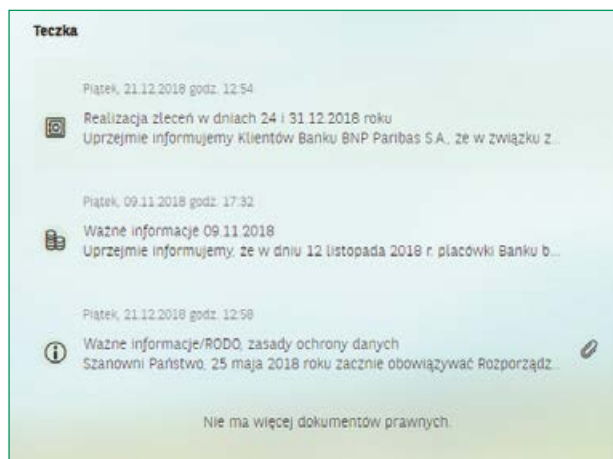 Teczka
Piątek, 21.12.2018 godz. 12:54
Realizacja zleceń w dniach 24 i 31.12.2018 roku
Uprzejmie informujemy Klientów Banku BNP Paribas S.A., że w związku z...
Piątek, 09.11.2018 godz. 17:32
Ważne informacje 09.11.2018
Uprzejmie informujemy, że w dniu 12 listopada 2018 r. placówki Banku b...
Piątek, 21.12.2018 godz. 12:58
Ważne informacje/RODO, zasady ochrony danych
Szanowni Państwo, 25 maja 2018 roku zacznie obowiązywać Rozporządz...
Nie ma więcej dokumentów prawnych.